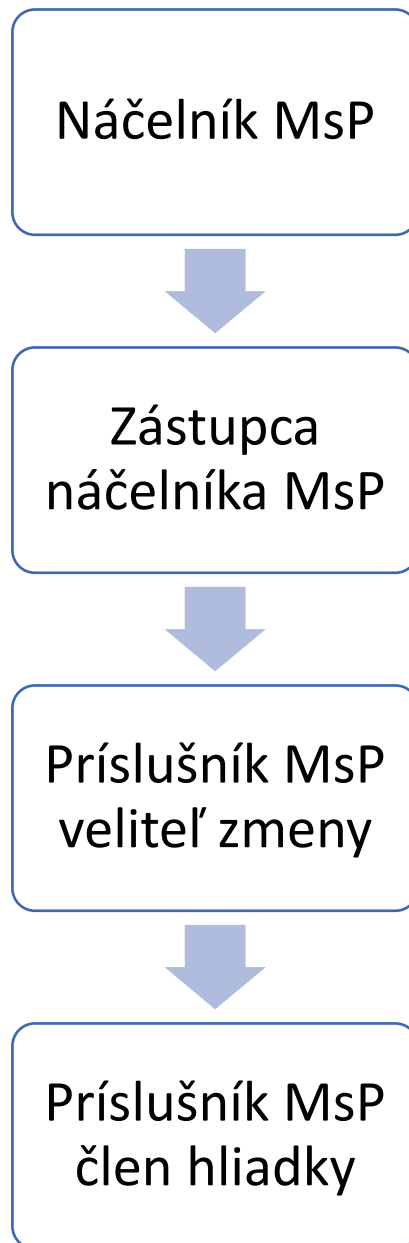 Náčelník MsP
Zástupca
náčelníka MsP
Príslušník MsP
veliteľ zmeny
Príslušník MsP
člen hliadky